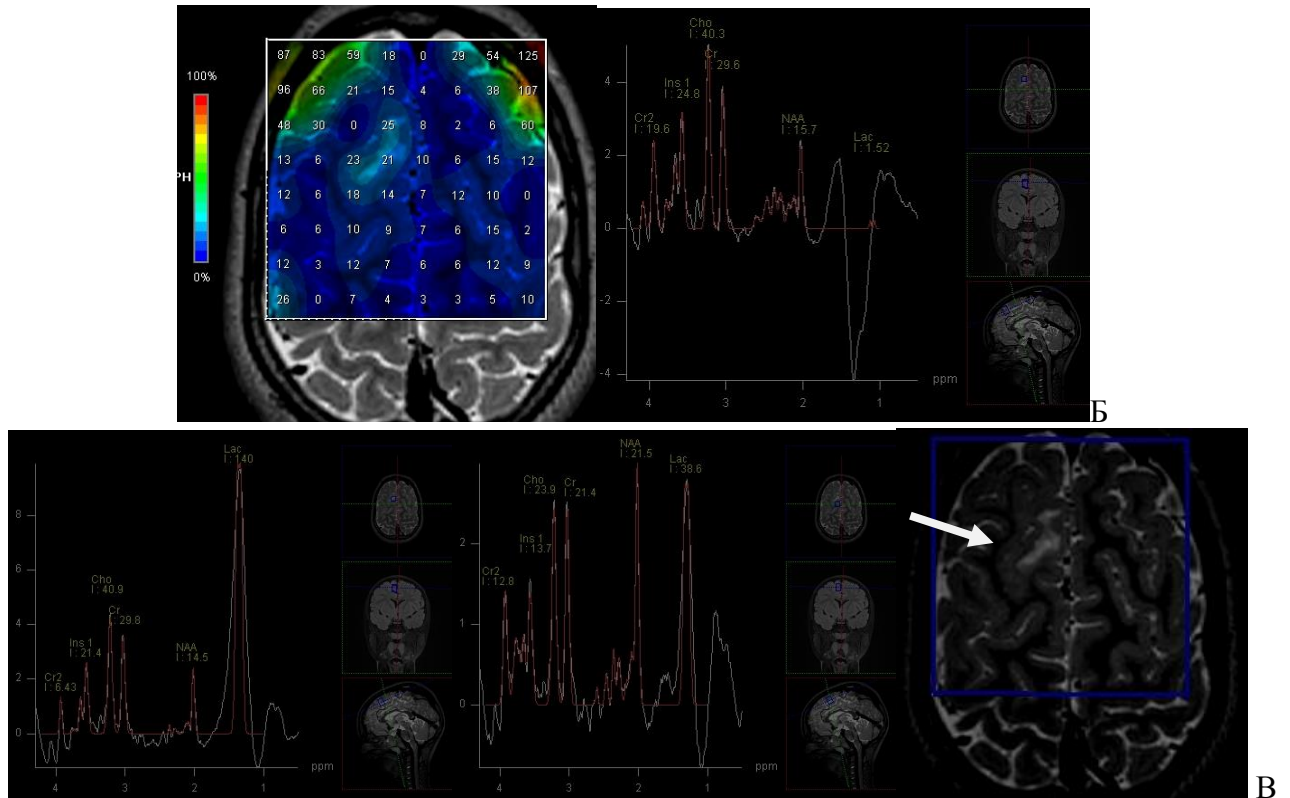 100%
PH
0%
87 83 59 18 0 29 54 125
96 66 21 15 4 6 38 107
48 30 0 25 8 2 6 60
13 6 23 21 10 6 15 12
12 6 18 14 7 12 10 0
6 6 10 9 7 6 15 2
12 3 12 7 6 6 12 9
26 0 7 4 3 3 5 10
Cho
I : 40.3
Cr
I : 29.6
Ins 1
I : 24.8
Cr2
I : 19.6
NAA
I : 15.7
Lac
I : 1.52
4
2
0
-2
-4
4 3 2 1
ppm
Б
Lac
I : 140
Cho
I : 40.9
Cr
I : 29.8
Ins 1
I : 21.4
Cr2
I : 6.43
NAA
I : 14.5
8
6
4
2
0
4 3 2 1
ppm
NAA
I : 21.5
Lac
I : 38.6
Cho
I : 23.9
Cr
I : 21.4
Ins 1
I : 13.7
Cr2
I : 12.8
2
1
0
4 3 2 1
ppm
В